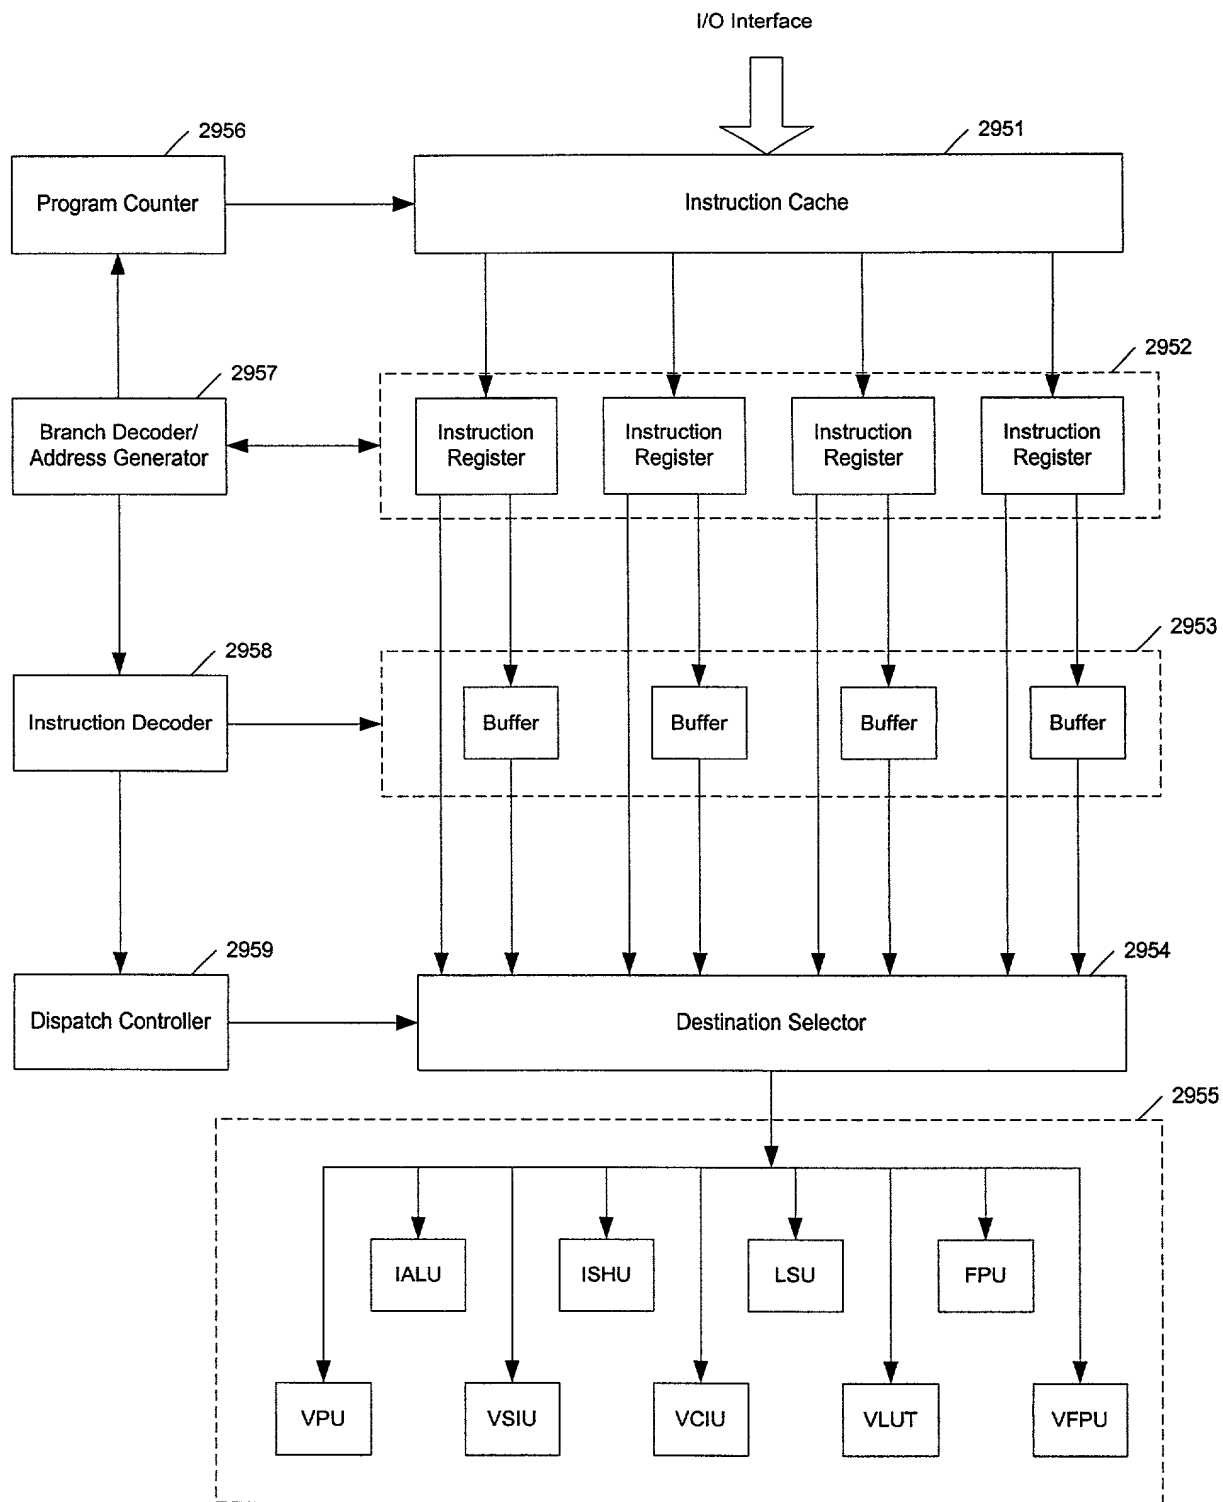 I/O Interface
2956
2951
Program Counter
Instruction Cache
2952
2957
Branch Decoder/
Address Generator
Instruction
Register
Instruction
Register
Instruction
Register
Instruction
Register
2953
2958
Instruction Decoder
Buffer
Buffer
Buffer
Buffer
2959
2954
Dispatch Controller
Destination Selector
2955
IALU
ISHU
LSU
FPU
VPU
VSIU
VCIU
VLUT
VFPU